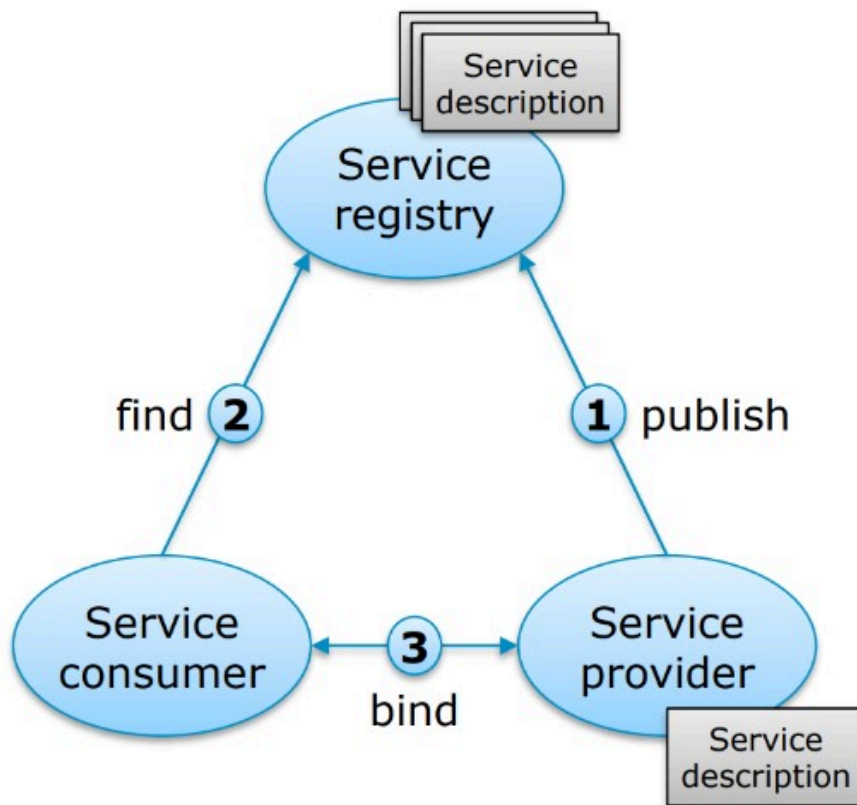 Service
description
Service
registry
find
2
1
publish
Service
consumer
3
bind
Service
provider
Service
description